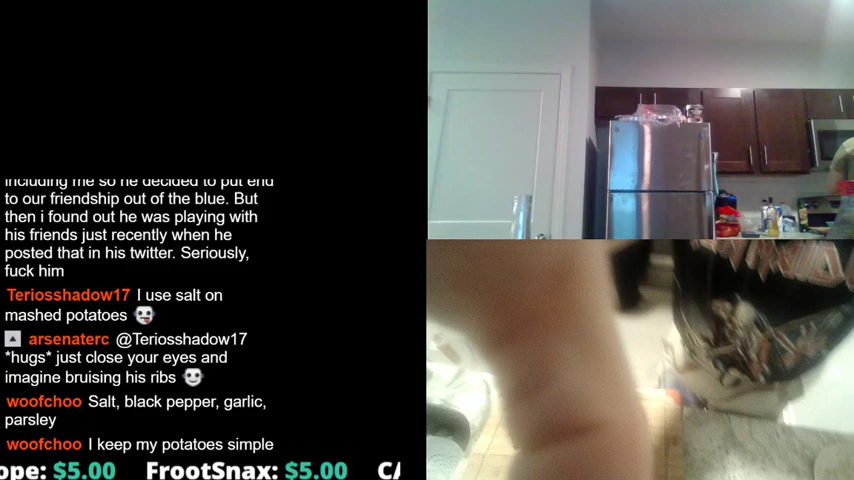 including me so he decided to put end
to our friendship out of the blue. But
then i found out he was playing with
his friends just recently when he
posted that in his twitter. Seriously,
fuck him
Teriosshadow17 I use salt on
mashed potatoes
arsenaterc @Teriosshadow17
*hugs* just close your eyes and
imagine bruising his ribs
woofchoo Salt, black pepper, garlic,
parsley
woofchoo I keep my potatoes simple
ope: $5.00 FrootSnax: $5.00